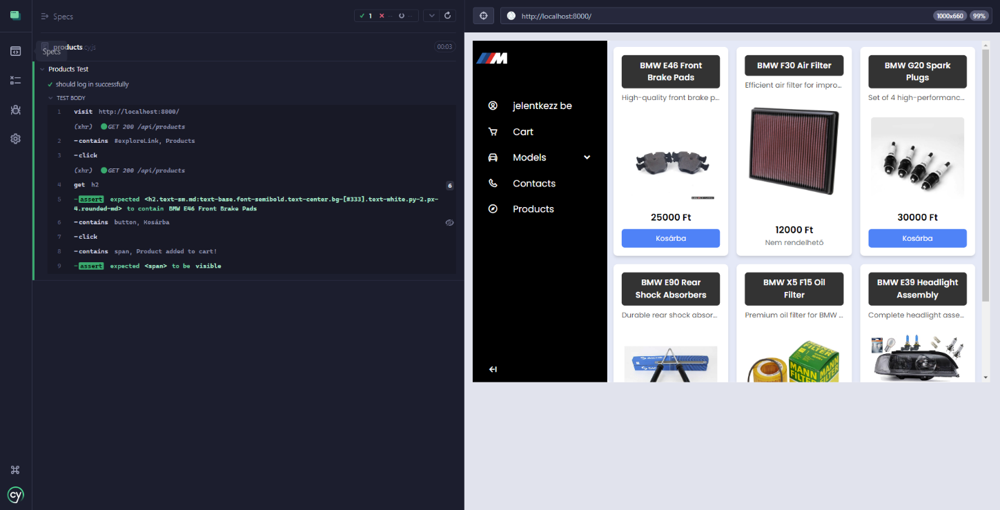 Specs
1 -- --
http://localhost:8000/
1000x660
99%
products.cy.js
00:03
Specs
Products Test
should log in successfully
TEST BODY
1 visit http://localhost:8000/
(xhr) GET 200 /api/products
2 -contains #exploreLink, Products
3 -click
(xhr) GET 200 /api/products
4 get h2 6
5 -assert expected <h2.text-sm.md:text-base.font-semibold.text-center.bg-[#333].text-white.py-2.px-
4.rounded-md> to contain BMW E46 Front Brake Pads
6 -contains button, Kosárba
7 -click
8 -contains span, Product added to cart!
9 -assert expected <span> to be visible
cy
M
jelentkezz be
Cart
Models
Contacts
Products
BMW E46 Front
Brake Pads
High-quality front brake p...
25000 Ft
Kosárba
BMW F30 Air Filter
Efficient air filter for impro...
12000 Ft
Nem rendelhető
BMW G20 Spark
Plugs
Set of 4 high-performanc...
30000 Ft
Kosárba
BMW E90 Rear
Shock Absorbers
Durable rear shock absor...
SACHS
BMW X5 F15 Oil
Filter
Premium oil filter for BMW ...
MANN
FILTER
MANN
FILTER
BMW E39 Headlight
Assembly
Complete headlight asse...